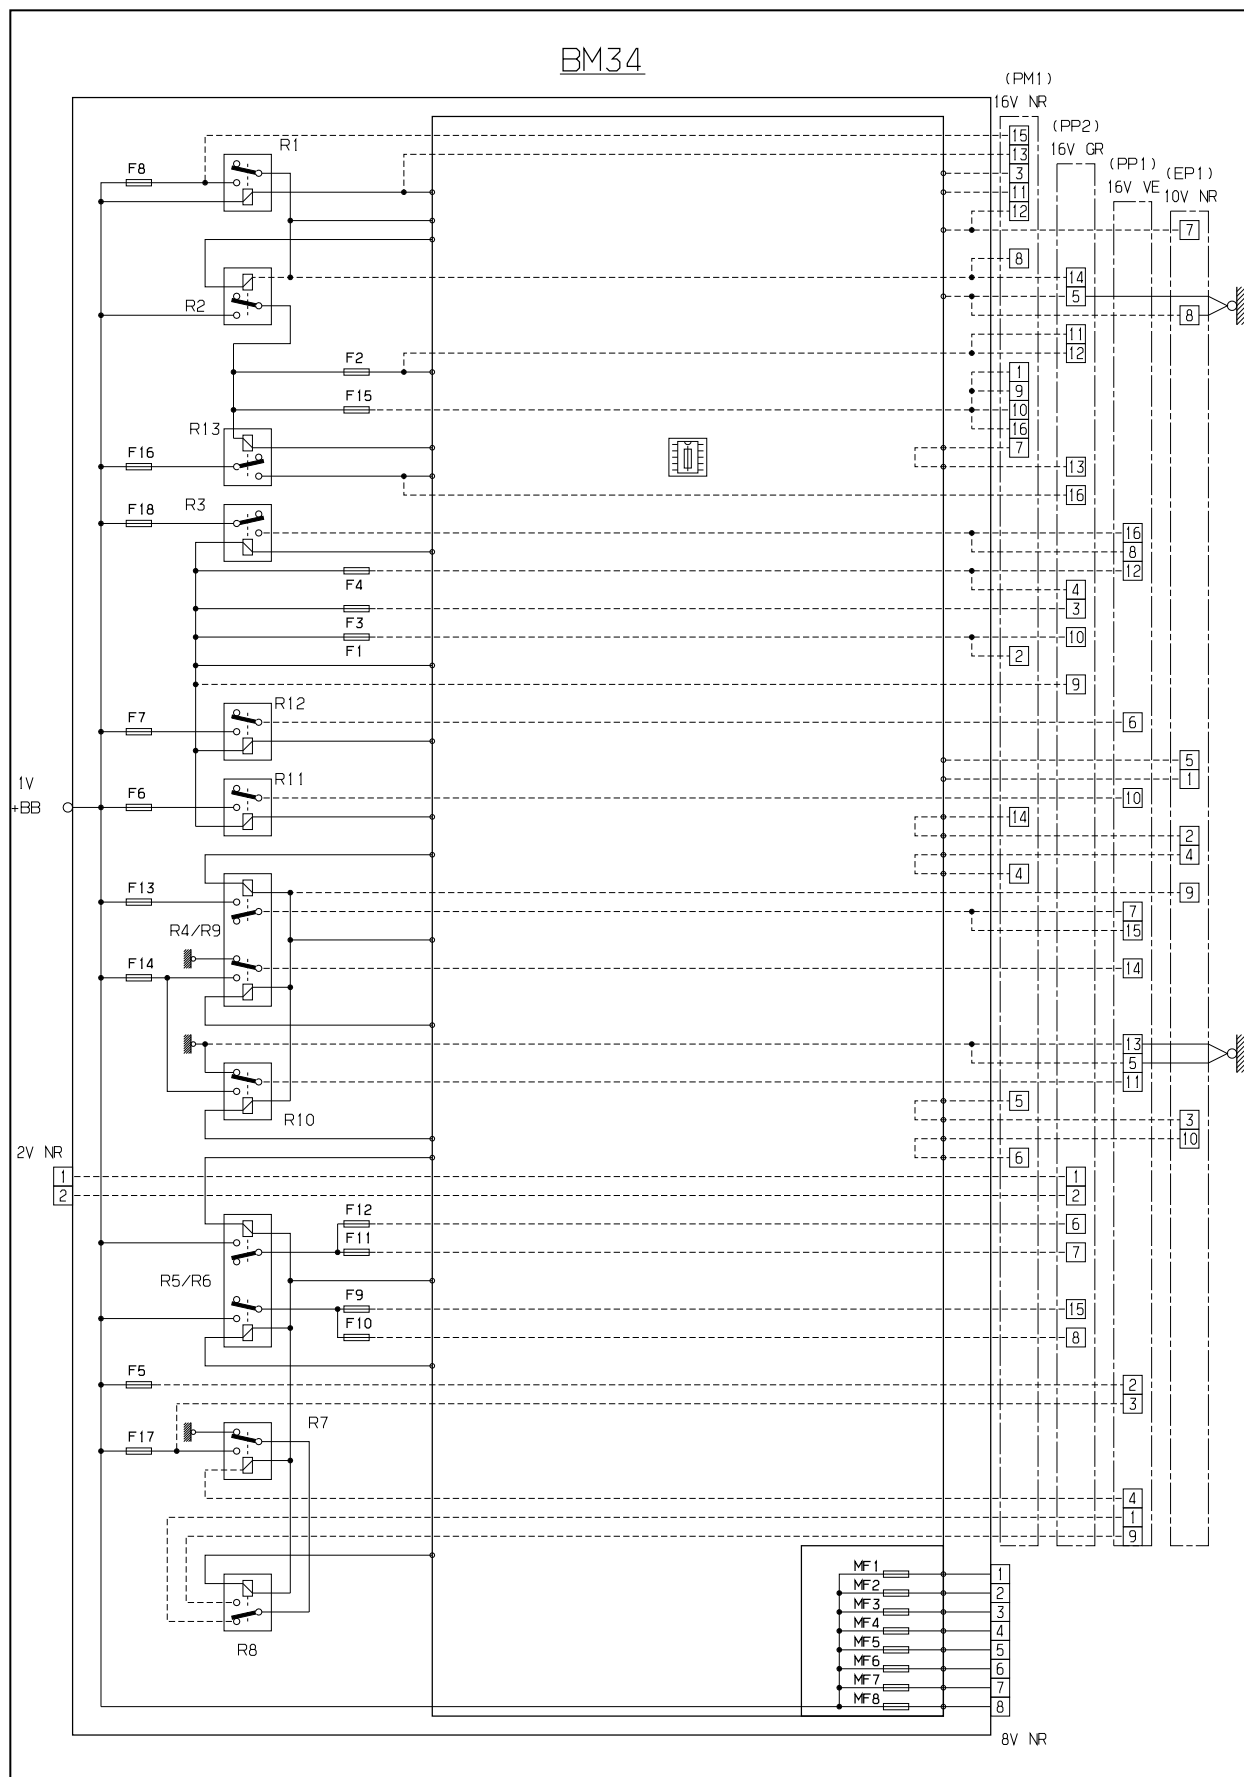 BM34
(PM1)
16V NR
(PP2)
16V GR
(PP1)
16V VE
(EP1)
10V NR
R1
15
F8
13
3
11
12
7
8
14
R2
5
8
11
F2
12
1
F15
9
10
R13
16
F16
7
13
16
R3
F18
16
8
F4
12
4
F3
3
F1
10
2
9
R12
F7
6
5
1V
R11
1
+BB
F6
10
14
2
4
4
F13
9
R4/R9
7
15
F14
14
13
5
11
R10
5
3
10
2V NR
6
1
1
2
2
F12
6
F11
7
R5/R6
F9
15
F10
8
F5
2
3
R7
F17
4
1
9
MF1
1
MF2
2
MF3
3
MF4
4
R8
MF5
5
MF6
6
MF7
7
MF8
8
8V NR